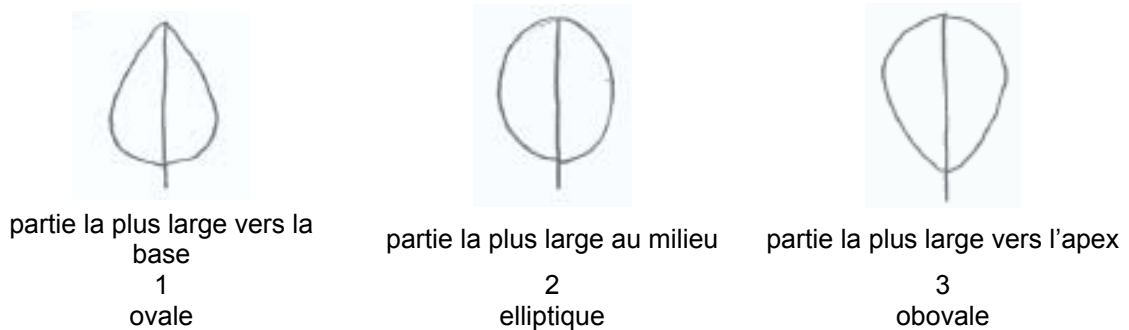 partie la plus large vers la
base
1
ovale
partie la plus large au milieu
2
elliptique
partie la plus large vers l’apex
3
obovale